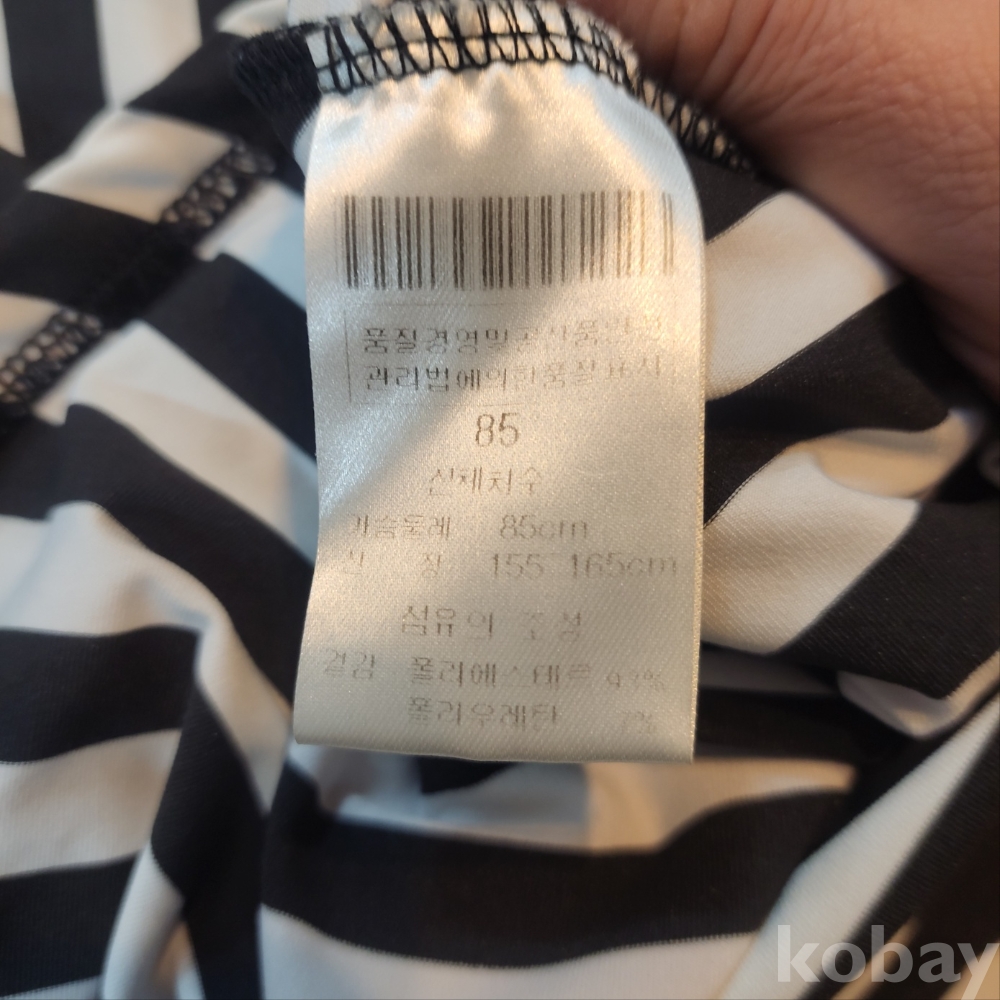 품질경영및공산품안전
관리법에의한품질표시
85
신체치수
가슴둘레 85cm
신 장 155 165cm
섬유의 조성
겉감 폴리에스테르
폴리우레탄 7%
kobay